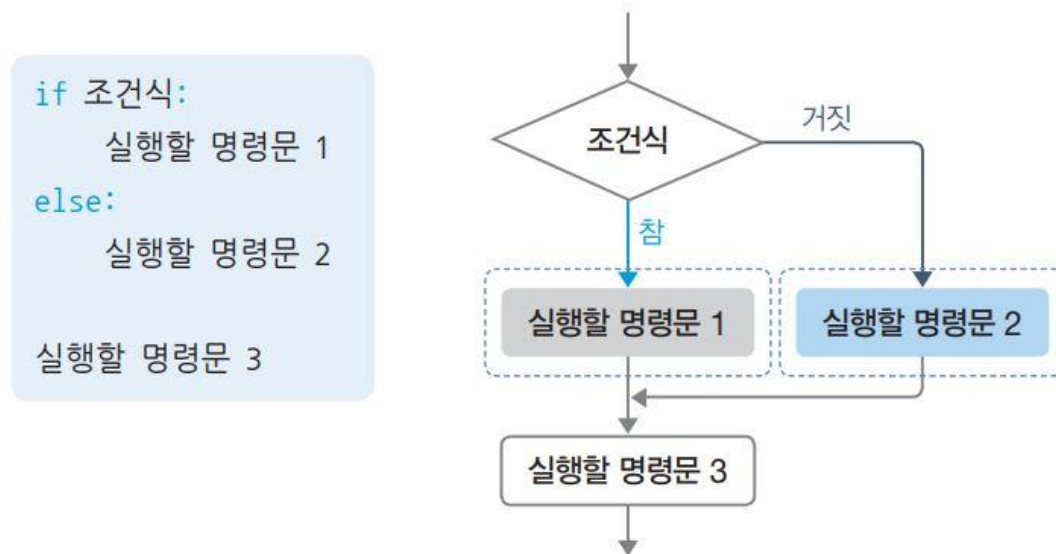 if 조건식:
실행할 명령문 1
else:
실행할 명령문 2
실행할 명령문 3
조건식
거짓
참
실행할 명령문 1
실행할 명령문 2
실행할 명령문 3